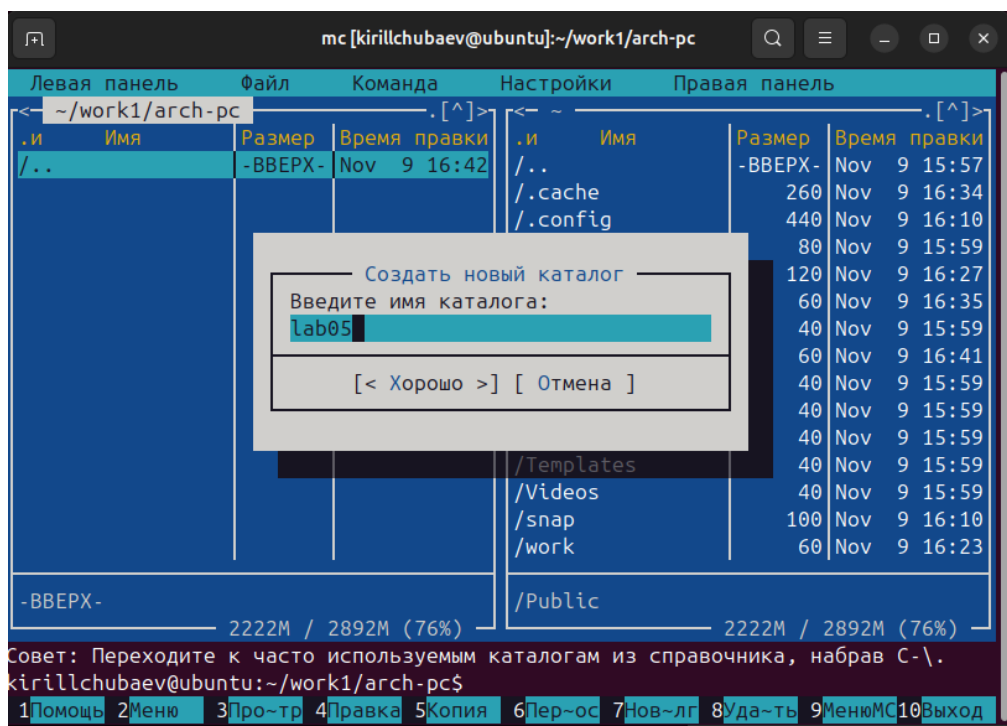 mc [kirillchubaev@ubuntu]:~/work1/arch-pc
Левая панель Файл Команда Настройки Правая панель
<— ~/work1/arch-pc .[^]> <— ~ .[^]>
.и Имя Размер Время правки .и Имя Размер Время правки
/.. -ВВЕРХ- Nov 9 16:42 /.. -ВВЕРХ- Nov 9 15:57
/.cache 260 Nov 9 16:34
/.config 440 Nov 9 16:10
80 Nov 9 15:59
Создать новый каталог 120 Nov 9 16:27
Введите имя каталога: 60 Nov 9 16:35
lab05 40 Nov 9 15:59
60 Nov 9 16:41
[< Хорошо >] [ Отмена ] 40 Nov 9 15:59
40 Nov 9 15:59
40 Nov 9 15:59
/Templates 40 Nov 9 15:59
/Videos 40 Nov 9 15:59
/snap 100 Nov 9 16:10
/work 60 Nov 9 16:23
-ВВЕРХ- /Public
2222M / 2892M (76%) 2222M / 2892M (76%)
Совет: Переходите к часто используемым каталогам из справочника, набрав C-\.
kirillchubaev@ubuntu:~/work1/arch-pc$
1Помощь 2Меню 3Про~тр 4Правка 5Копия 6Пер~ос 7Нов~лг 8Уда~ть 9МенюMC 10Выход